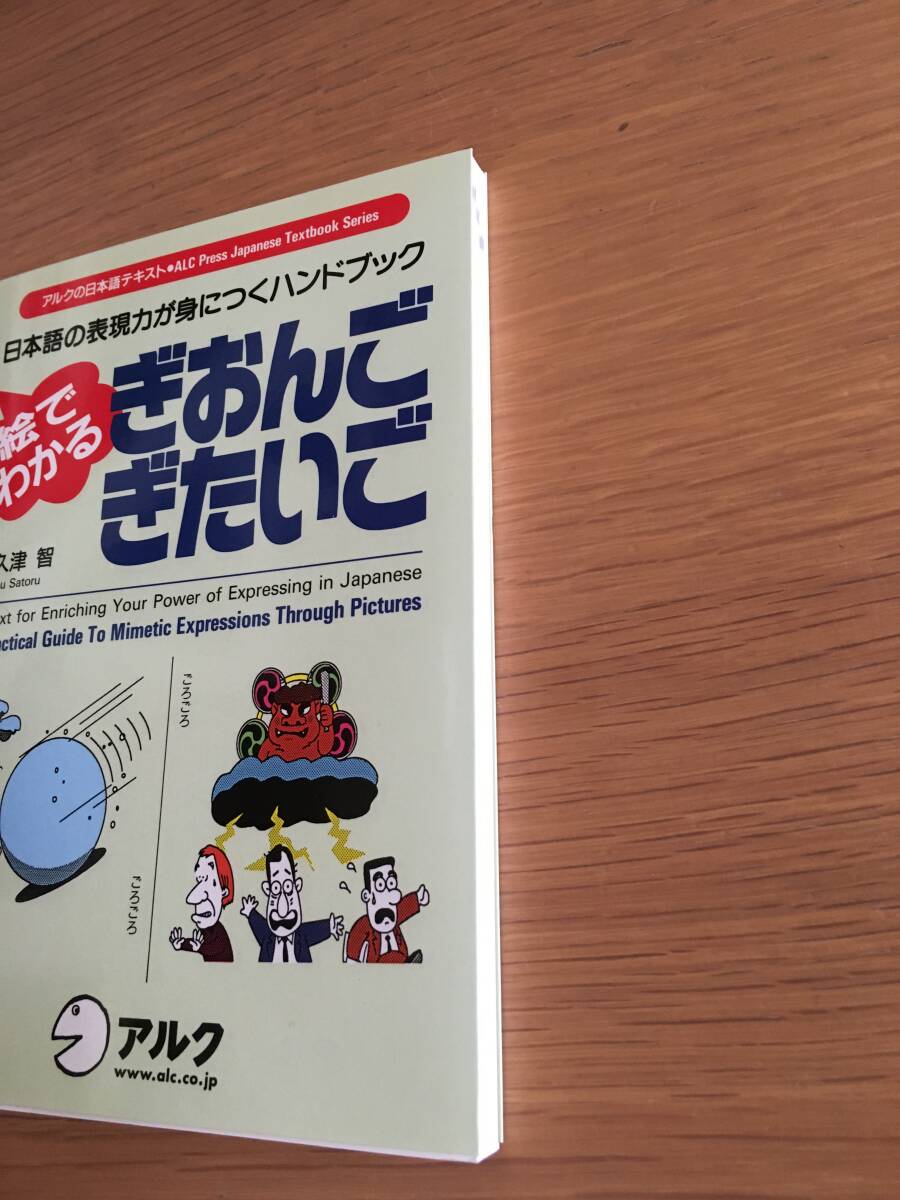 アルクの日本語テキスト●ALC Press Japanese Textbook Series
日本語の表現力が身につくハンドブック
絵で
わかる
ぎおんご
ぎたいご
久津 智
Satoru
for Enriching Your Power of Expressing in Japanese
Guide To Mimetic Expressions Through Pictures
ごろごろ
ごろごろ
アルク
www.alc.co.jp